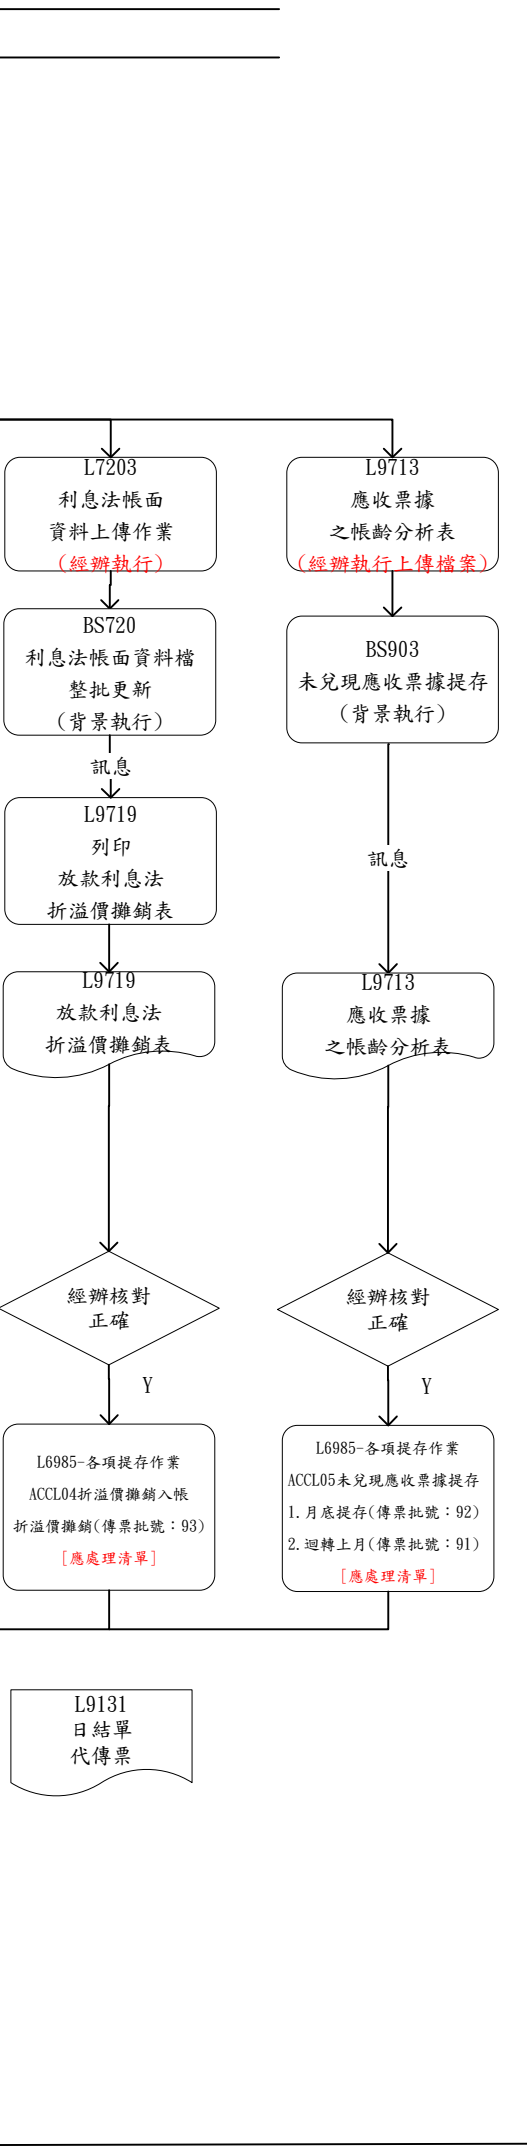 L7203
利息法帳面
資料上傳作業
(經辦執行)
BS720
利息法帳面資料檔
整批更新
(背景執行)
訊息
L9719
列印
放款利息法
折溢價攤銷表
L9719
放款利息法
折溢價攤銷表
經辦核對
正確
Y
L6985-各項提存作業
ACCL04折溢價攤銷入帳
折溢價攤銷(傳票批號：93)
[應處理清單]
L9713
應收票據
之帳齡分析表
(經辦執行上傳檔案)
BS903
未兌現應收票據提存
(背景執行)
訊息
L9713
應收票據
之帳齡分析表
經辦核對
正確
Y
L6985-各項提存作業
ACCL05未兌現應收票據提存
1.月底提存(傳票批號：92)
2.迴轉上月(傳票批號：91)
[應處理清單]
L9131
日結單
代傳票